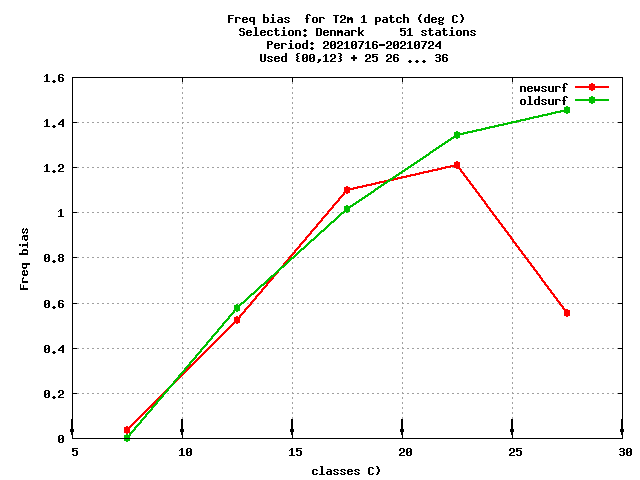 Freq bias  for T2m 1 patch (deg C)
Selection: Denmark     51 stations
Period: 20210716-20210724
Used {00,12} + 25 26 ... 36
newsurf
oldsurf
1.6
1.4
1.2
1
0.8
0.6
0.4
0.2
0
Freq bias
5
10
15
20
25
30
classes C)